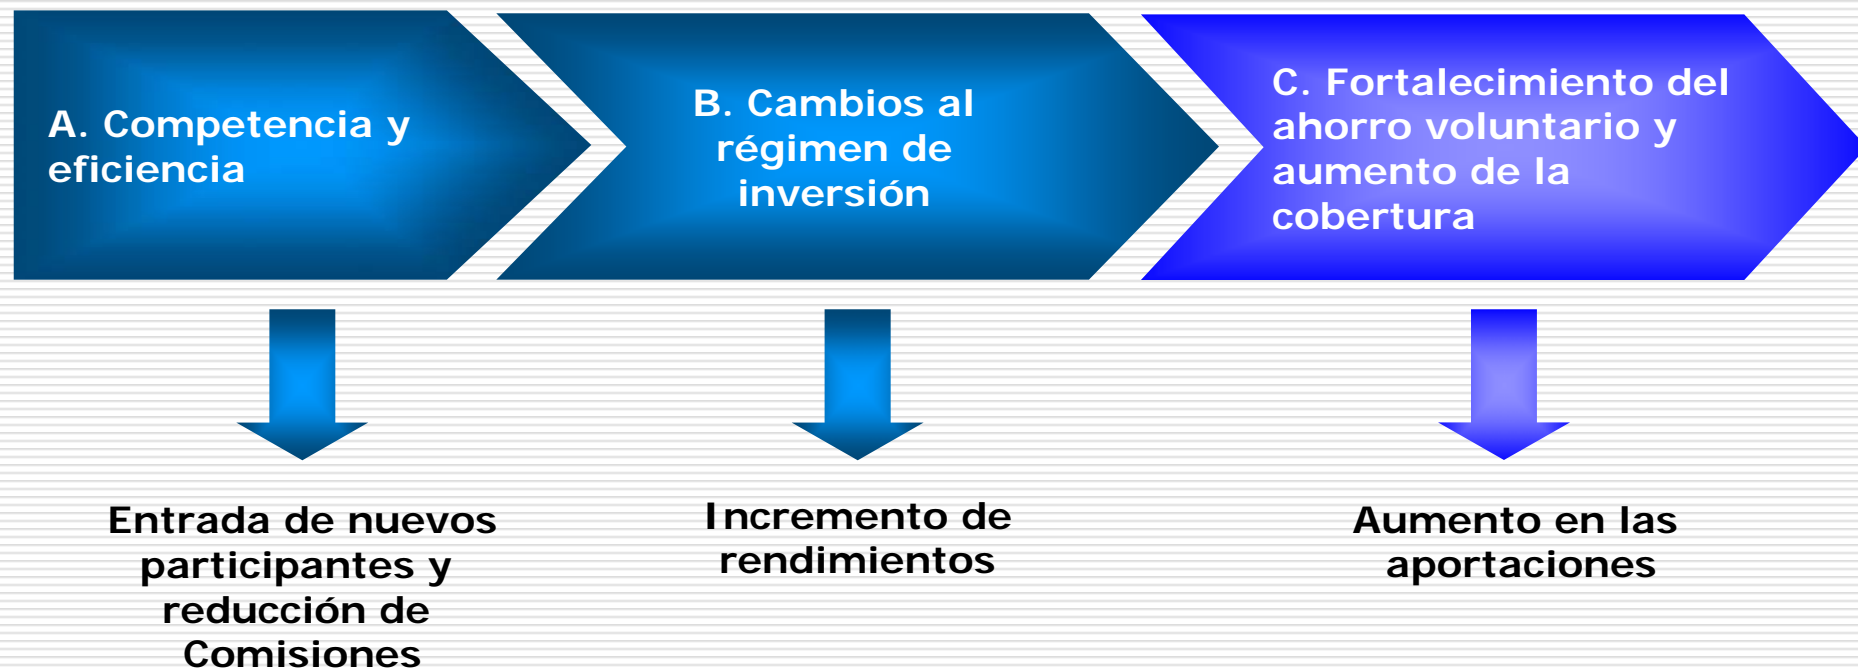 A. Competencia y
eficiencia
B. Cambios al
régimen de
inversión
C. Fortalecimiento del
ahorro voluntario y
aumento de la
cobertura
Entrada de nuevos
participantes y
reducción de
Comisiones
Incremento de
rendimientos
Aumento en las
aportaciones